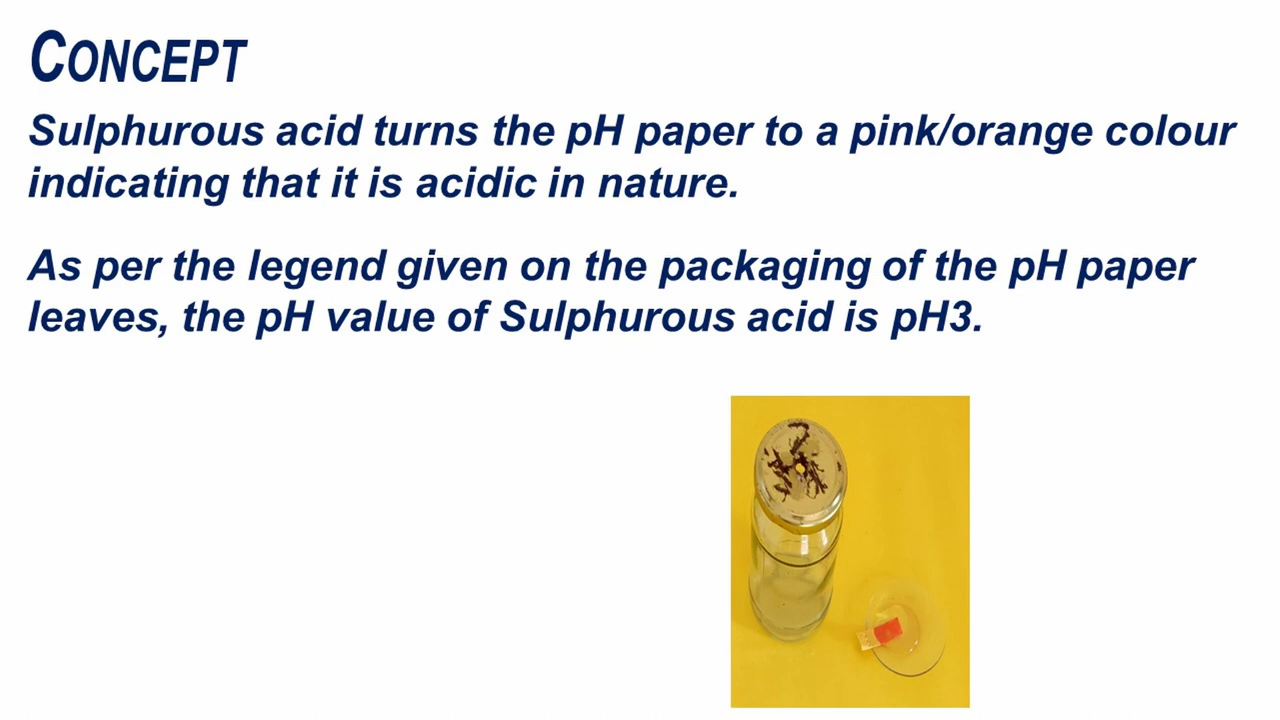 CONCEPT
Sulphurous acid turns the pH paper to a pink/orange colour
indicating that it is acidic in nature.
As per the legend given on the packaging of the pH paper
leaves, the pH value of Sulphurous acid is pH3.